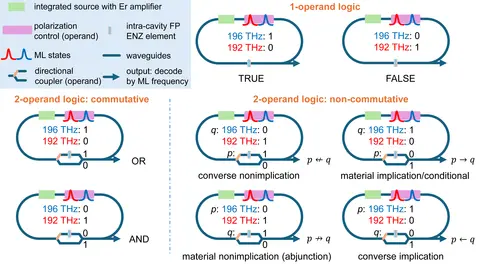 integrated source with Er amplifier
polarization
control (operand)
intra-cavity FP
ENZ element
ML states
waveguides
directional
coupler (operand)
output: decode
by ML frequency
1-operand logic
196 THz: 1
192 THz: 0
TRUE
196 THz: 0
192 THz: 1
FALSE
2-operand logic: commutative
196 THz: 1
192 THz: 0
1
0
OR
196 THz: 0
192 THz: 1
0
1
AND
2-operand logic: non-commutative
q: 196 THz: 1
192 THz: 0
p: 1
0
p ↚ q
converse nonimplication
q: 196 THz: 1
192 THz: 0
p: 0
1
p → q
material implication/conditional
p: 196 THz: 0
192 THz: 1
q: 1
0
p ↛ q
material nonimplication (abjunction)
p: 196 THz: 0
192 THz: 1
q: 0
1
p ← q
converse implication